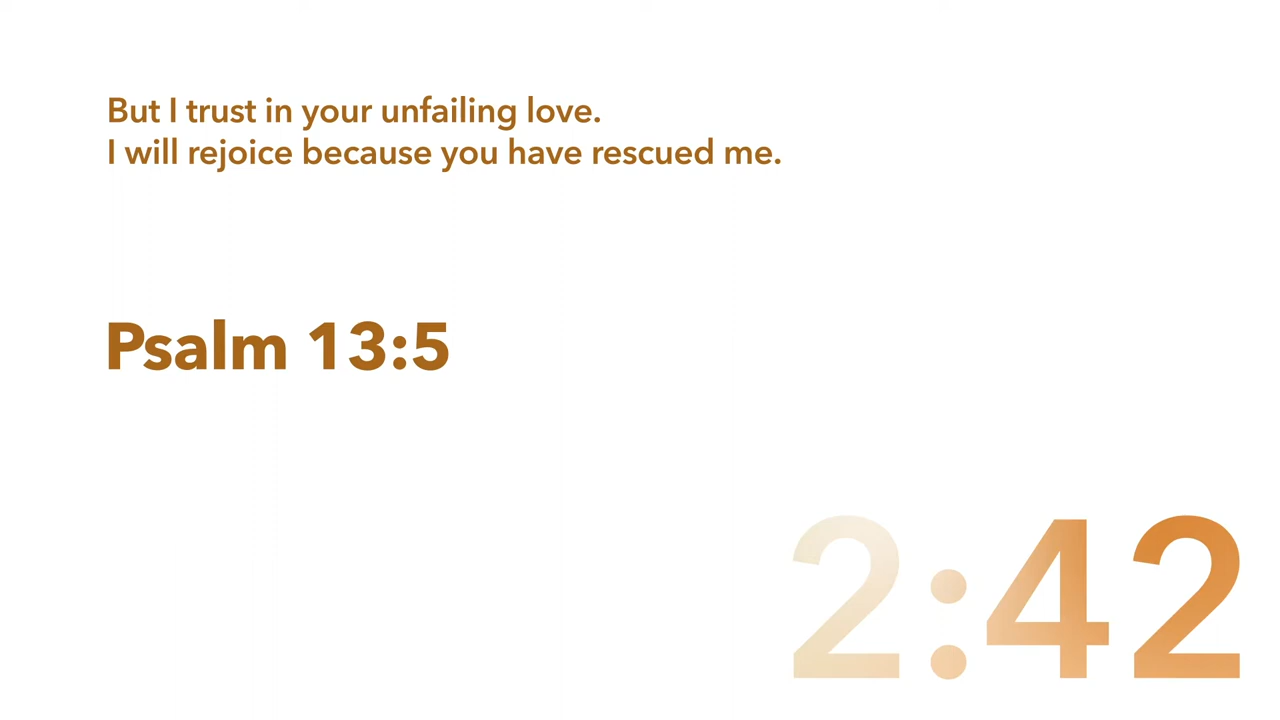 But I trust in your unfailing love.
I will rejoice because you have rescued me.
Psalm 13:5
2:42